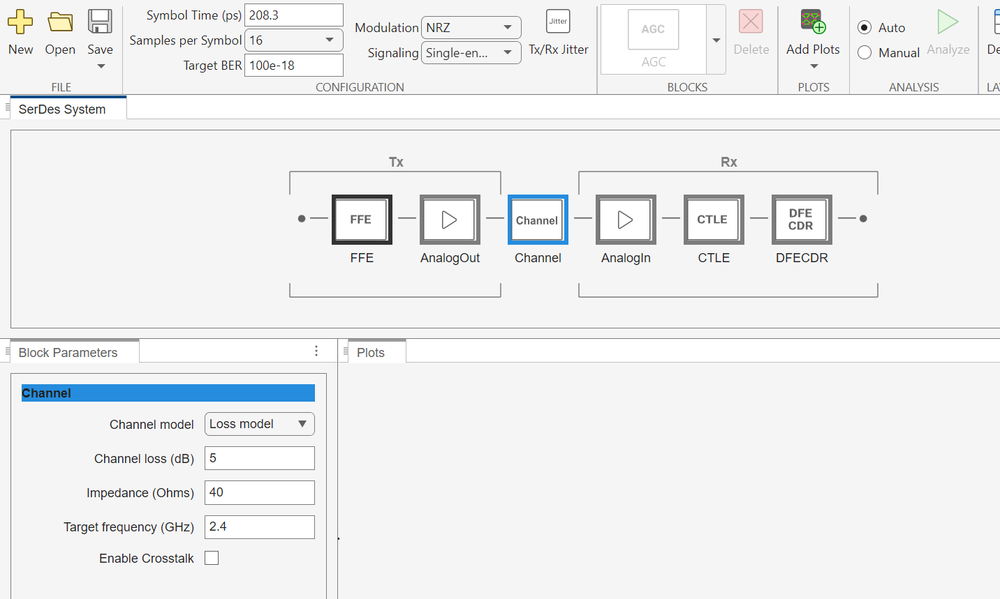 New
Open
Save
FILE
Symbol Time (ps) 208.3
Samples per Symbol 16
Target BER 100e-18
Modulation NRZ
Signaling Single-en...
Jitter
Tx/Rx Jitter
CONFIGURATION
AGC
AGC
Delete
BLOCKS
Add Plots
PLOTS
Auto
Manual
Analyze
ANALYSIS
De
LA
SerDes System
Tx
Rx
FFE
Channel
CTLE
DFE
CDR
FFE
AnalogOut
Channel
AnalogIn
CTLE
DFECDR
Block Parameters
Plots
Channel
Channel model Loss model
Channel loss (dB) 5
Impedance (Ohms) 40
Target frequency (GHz) 2.4
Enable Crosstalk